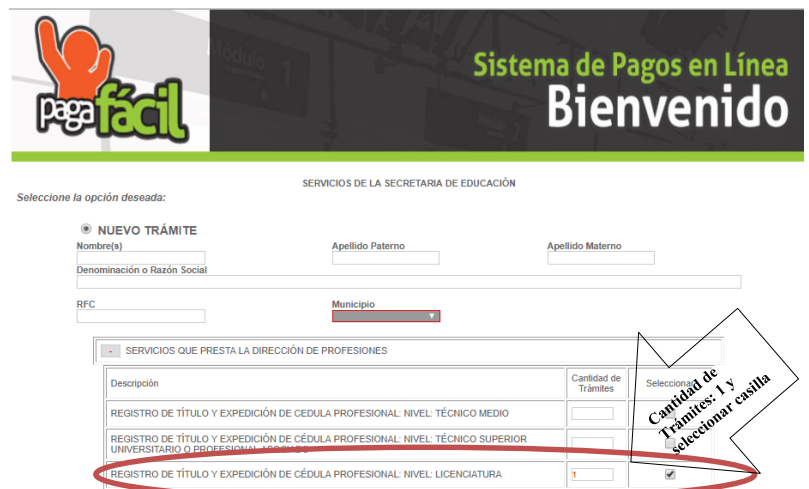 paga fácil
Módulo 1
Sistema de Pagos en Línea
Bienvenido
SERVICIOS DE LA SECRETARIA DE EDUCACIÓN
Seleccione la opción deseada:
NUEVO TRÁMITE
Nombre(s) Apellido Paterno Apellido Materno
Denominación o Razón Social
RFC Municipio
- SERVICIOS QUE PRESTA LA DIRECCIÓN DE PROFESIONES
Descripción Cantidad de Trámites Seleccionar
REGISTRO DE TÍTULO Y EXPEDICIÓN DE CEDULA PROFESIONAL: NIVEL: TÉCNICO MEDIO
REGISTRO DE TÍTULO Y EXPEDICIÓN DE CÉDULA PROFESIONAL: NIVEL: TÉCNICO SUPERIOR
UNIVERSITARIO O PROFESIONAL ASOCIADO
REGISTRO DE TÍTULO Y EXPEDICIÓN DE CÉDULA PROFESIONAL: NIVEL: LICENCIATURA 1
Cantidad de
Trámites: 1 y
seleccionar casilla